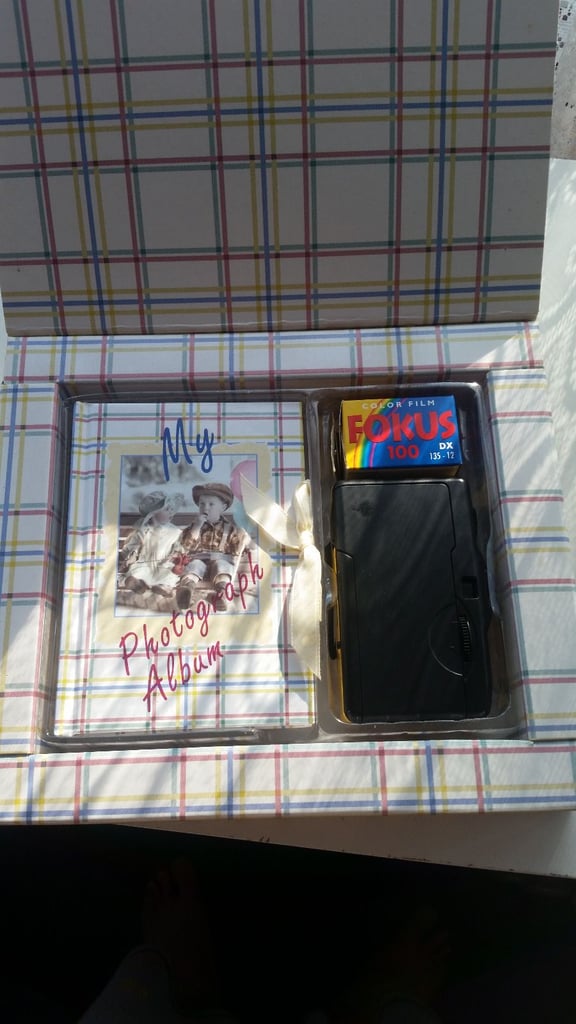 My
Photograph
Album
COLOR FILM
FOKUS
100
DX
135-12